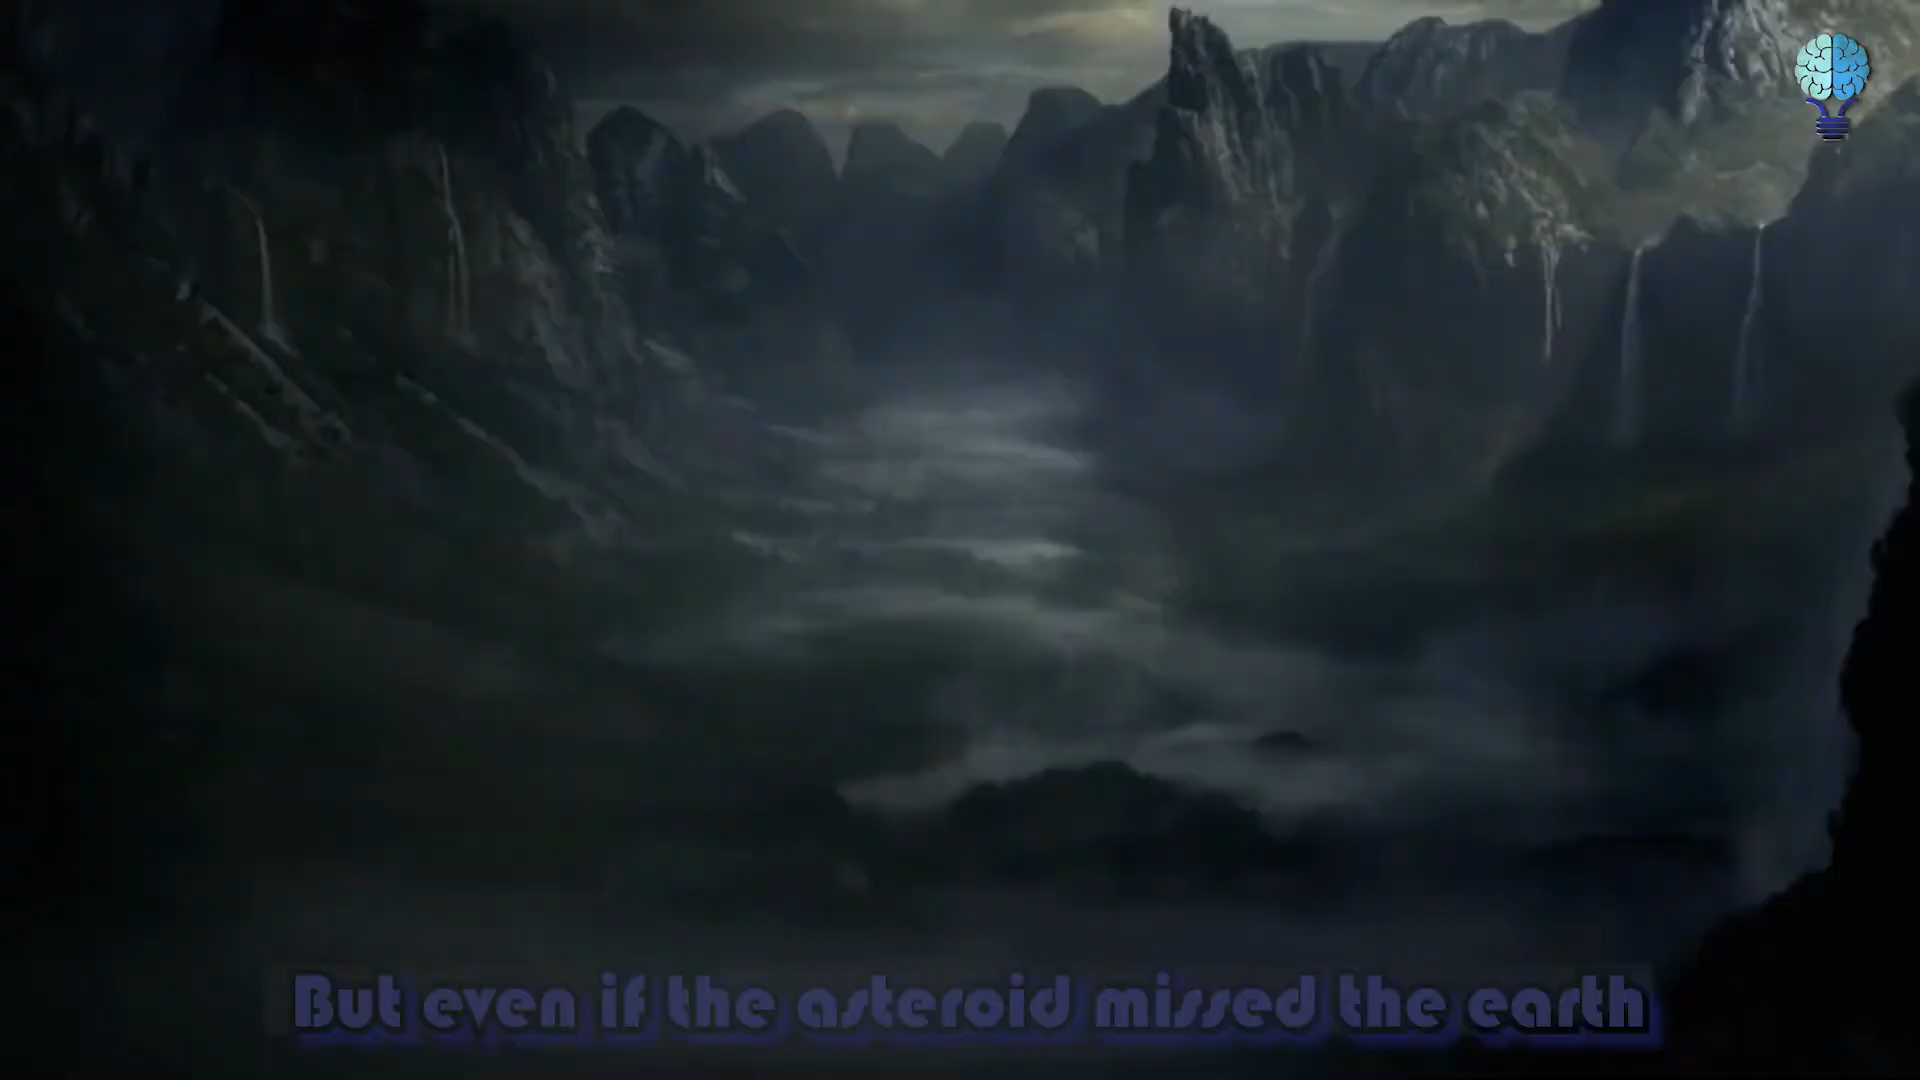 But even if the asteroid missed the earth